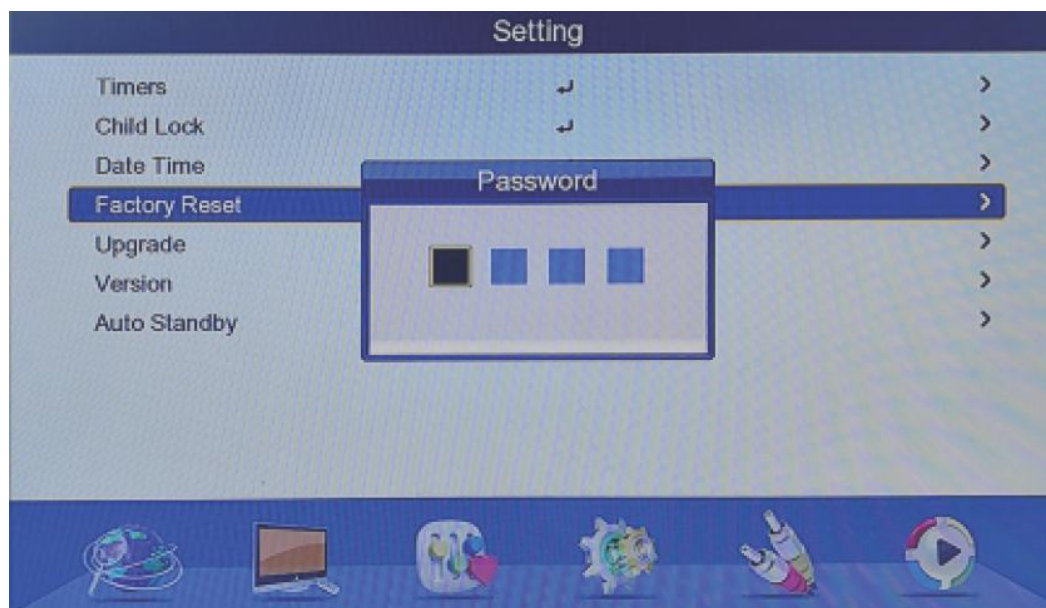 Setting
Timers
Child Lock
Date Time
Password
Factory Reset
Upgrade
Version
Auto Standby